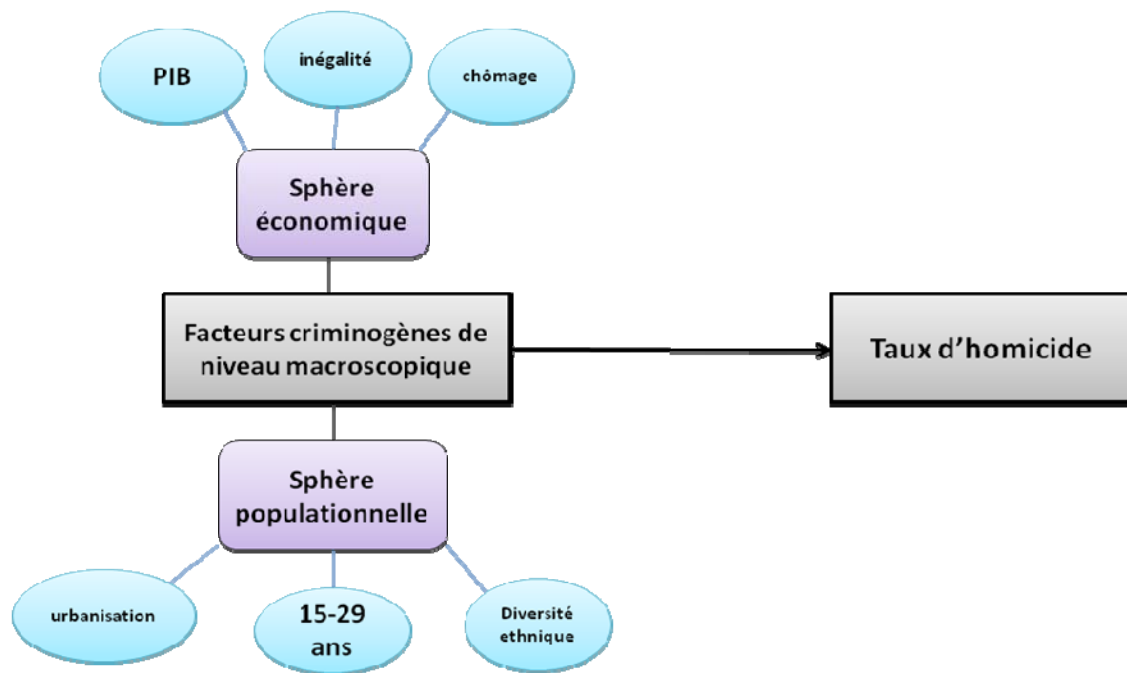 PIB
inégalité
chômage
Sphère
économique
Facteurs criminogènes de
niveau macroscopique
Taux d'homicide
Sphère
populationnelle
urbanisation
15-29
ans
Diversité
ethnique